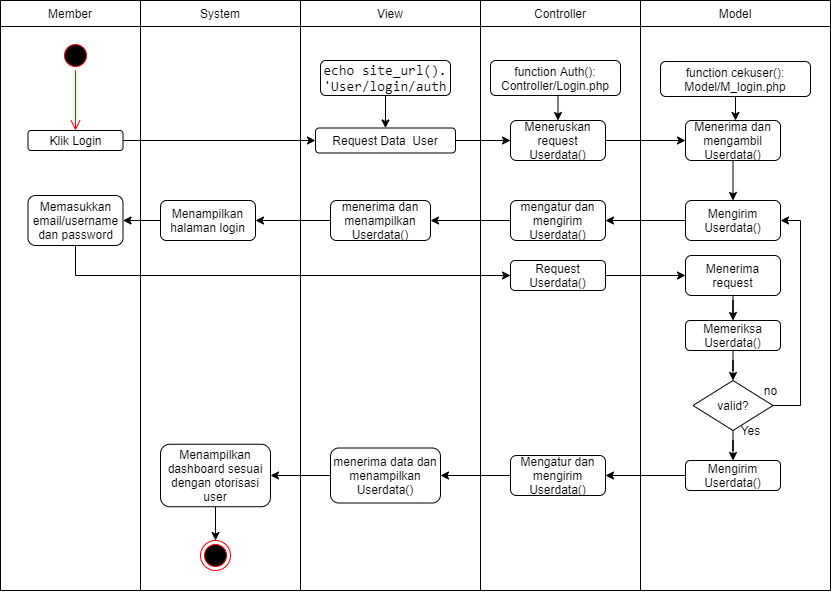 Member
System
View
Controller
Model
echo site_url().
'User/login/auth
function Auth():
Controller/Login.php
function cekuser():
Model/M_login.php
Klik Login
Request Data  User
Meneruskan
request
Userdata()
Menerima dan
mengambil
Userdata()
Memasukkan
email/username
dan password
Menampilkan
halaman login
menerima dan
menampilkan
Userdata()
mengatur dan
mengirim
Userdata()
Mengirim
Userdata()
Request
Userdata()
Menerima
request
Memeriksa
Userdata()
no
valid?
Yes
Menampilkan
dashboard sesuai
dengan otorisasi
user
menerima data dan
menampilkan
Userdata()
Mengatur dan
mengirim
Userdata()
Mengirim
Userdata()